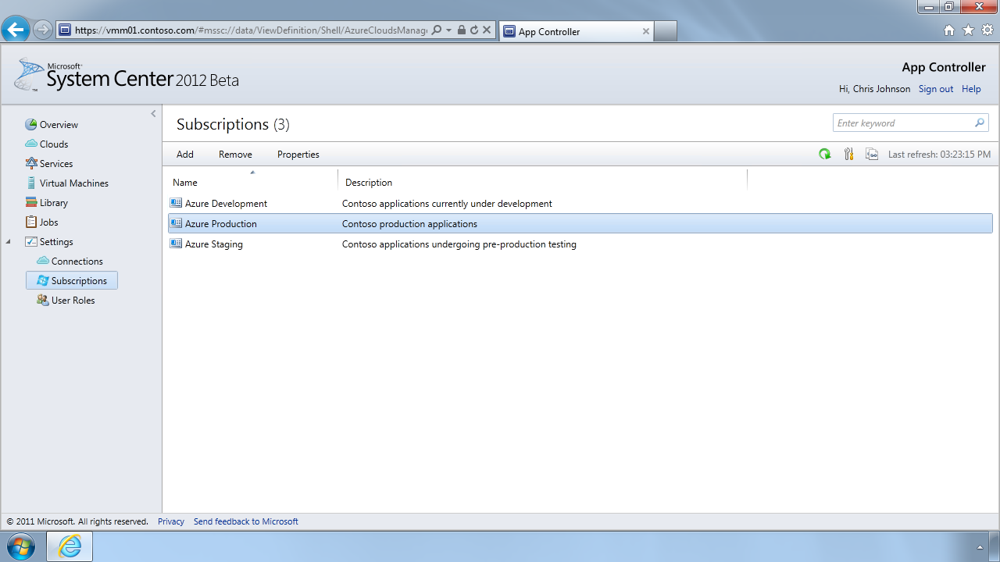 https://vmm01.contoso.com/#mssc://data/ViewDefinition/Shell/AzureCloudsManag
App Controller
Microsoft®
System Center 2012 Beta
™
App Controller
Hi, Chris Johnson Sign out Help
Overview
Clouds
Services
Virtual Machines
Library
Jobs
Settings
Connections
Subscriptions
User Roles
Subscriptions (3)
Enter keyword
Add Remove Properties
Last refresh: 03:23:15 PM
Name Description
Azure Development Contoso applications currently under development
Azure Production Contoso production applications
Azure Staging Contoso applications undergoing pre-production testing
© 2011 Microsoft. All rights reserved. Privacy Send feedback to Microsoft